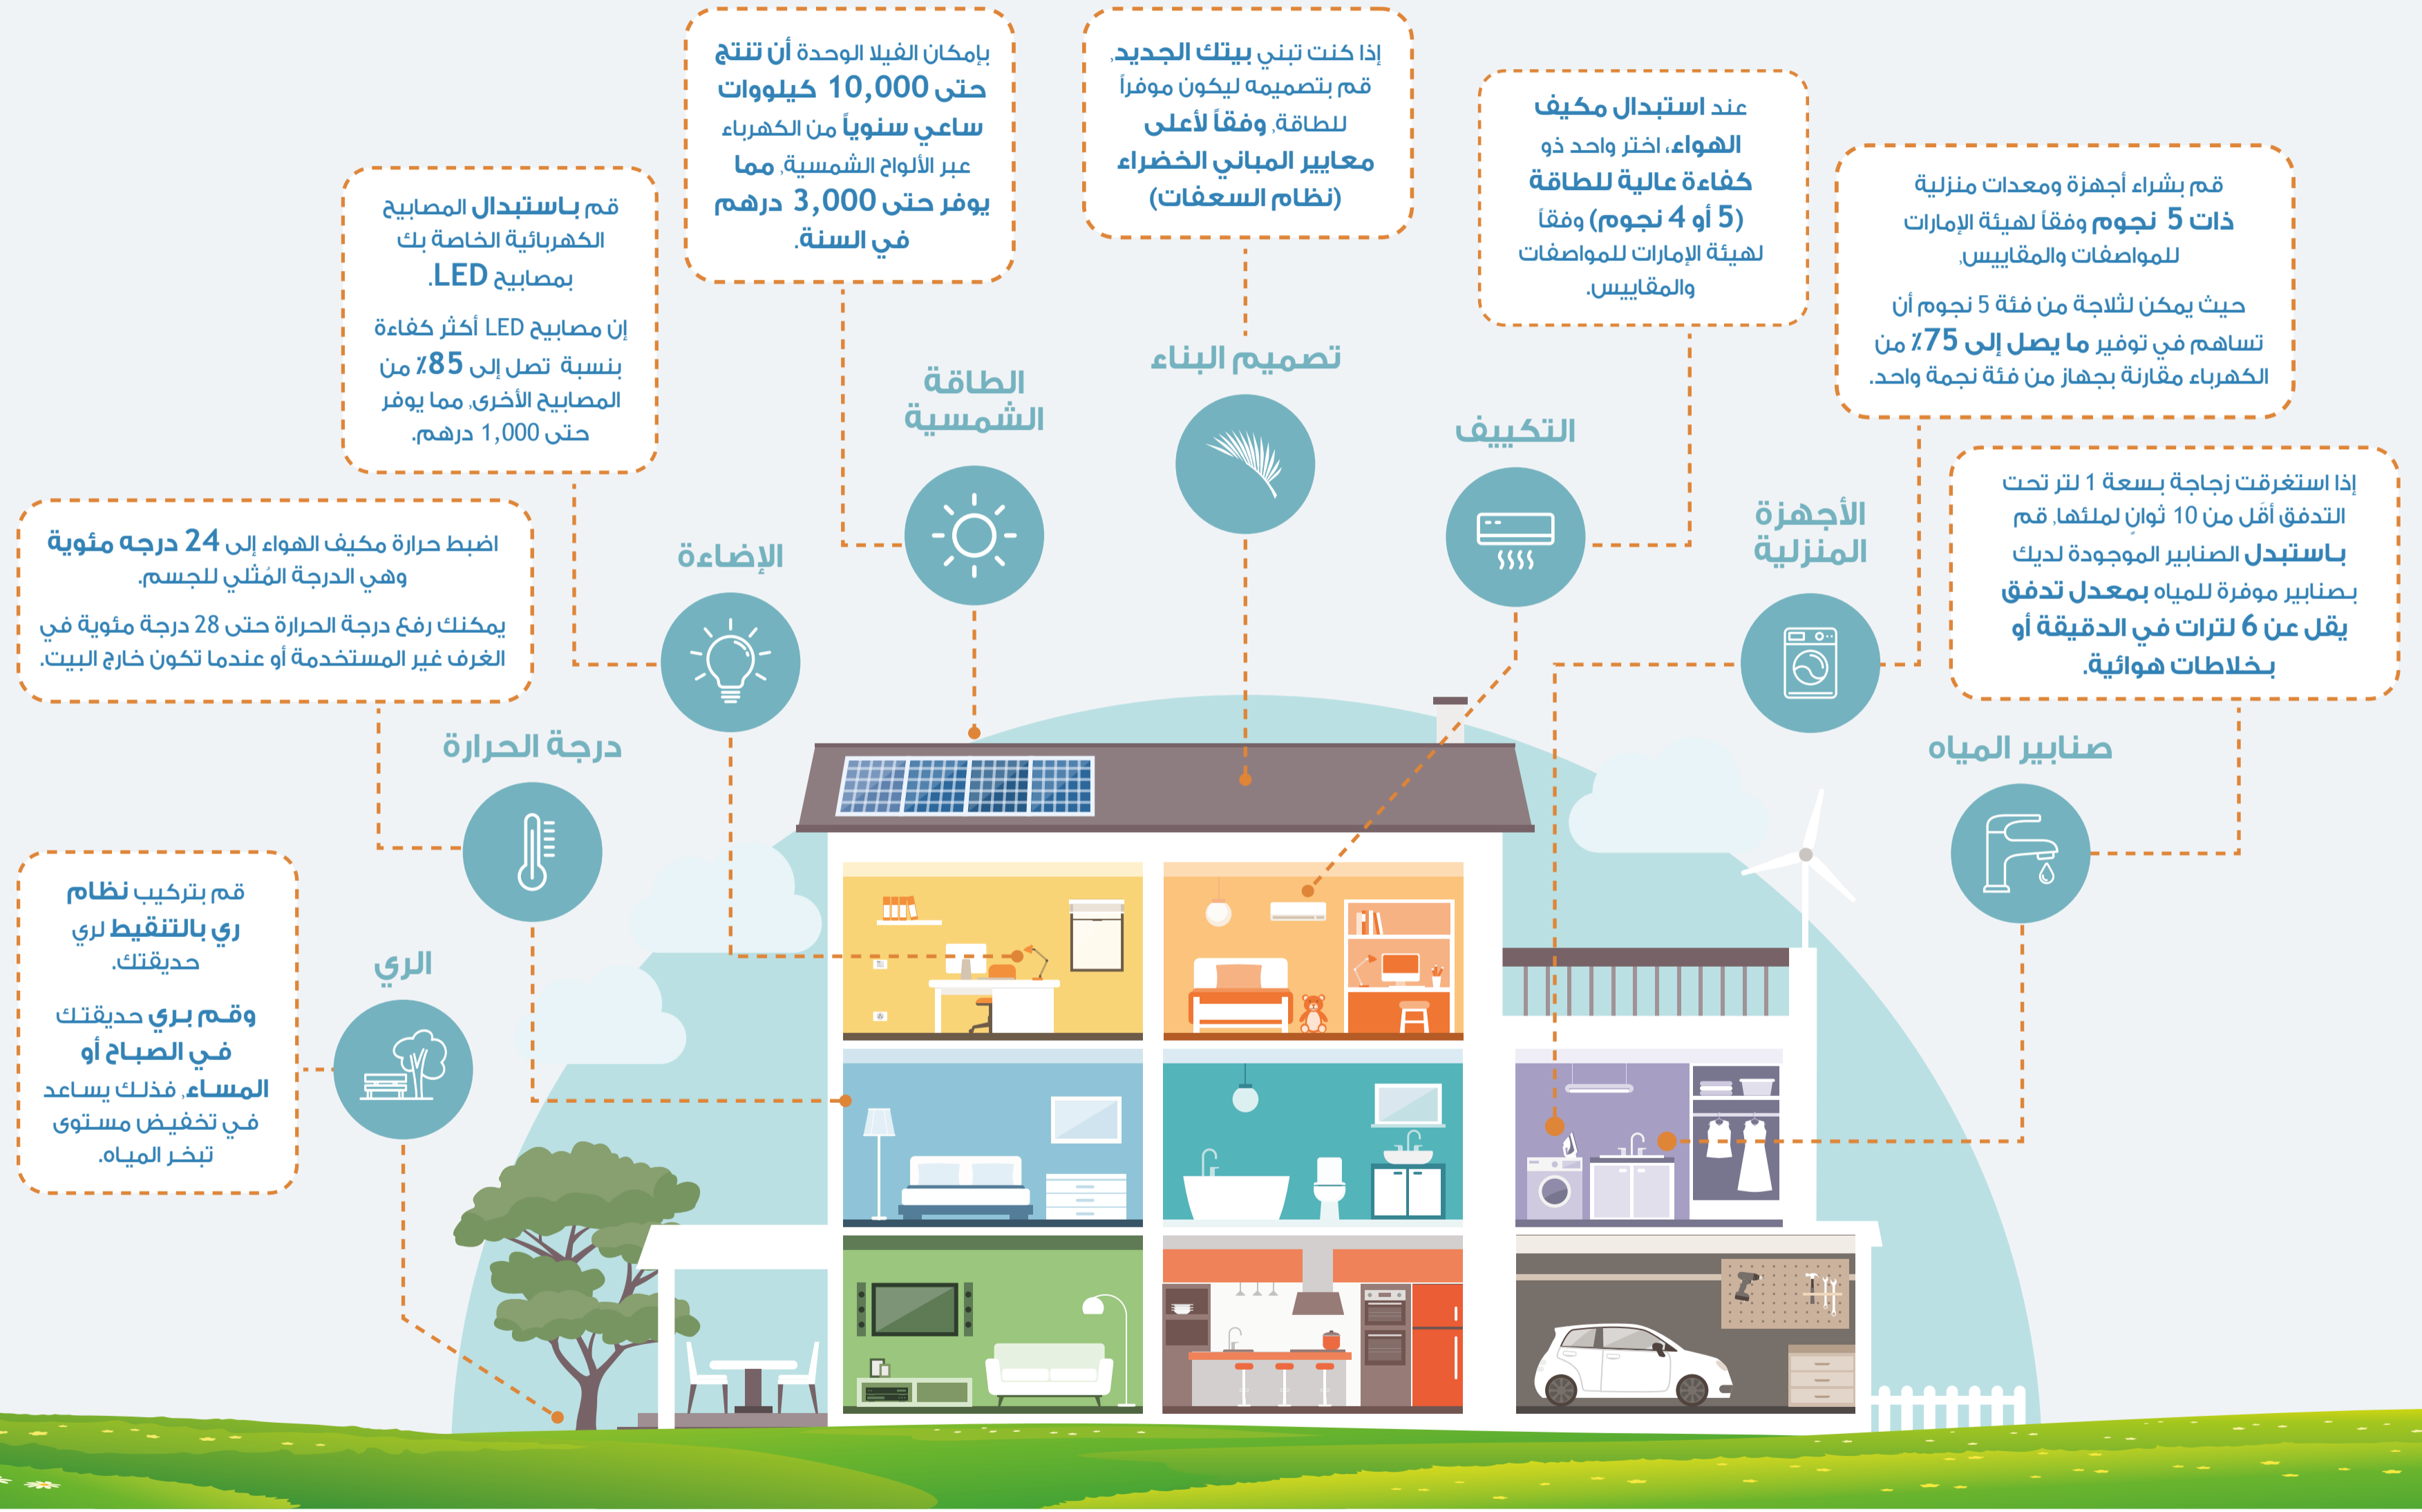 صنابير المياه
إذا استغرقت زجاجة بسعة 1 لتر تحت
التدفق أقل من 10 ثوانٍ لملئها, قم
باستبدل الصنابير الموجودة لديك
بصنابير موفرة للمياه بمعدل تدفق
يقل عن 6 لترات في الدقيقة أو
بخلاطات هوائية.
الأجهزة
المنزلية
قم بشراء أجهزة ومعدات منزلية
ذات 5 نجوم وفقاً لهيئة الإمارات
للمواصفات والمقاييس,
حيث يمكن لثلاجة من فئة 5 نجوم أن
تساهم في توفير ما يصل إلى 75٪ من
الكهرباء مقارنة بجهاز من فئة نجمة واحد.
التكييف
عند استبدال مكيف
الهواء، اختر واحد ذو
كفاءة عالية للطاقة
(5 أو 4 نجوم) وفقاً
لهيئة الإمارات للمواصفات
والمقاييس.
تصميم البناء
إذا كنت تبني بيتك الجديد,
قم بتصميمه ليكون موفراً
للطاقة, وفقاً لأعلى
معايير المباني الخضراء
(نظام السعفات)
الطاقة
الشمسية
بإمكان الفيلا الوحدة أن تنتج
حتى 10,000 كيلووات
ساعي سنوياً من الكهرباء
عبر الألواح الشمسية, مما
يوفر حتى 3,000 درهم
في السنة.
الإضاءة
قم باستبدال المصابيح
الكهربائية الخاصة بك
بمصابيح LED.
إن مصابيح LED أكثر كفاءة
بنسبة تصل إلى 85٪ من
المصابيح الأخرى, مما يوفر
حتى 1,000 درهم.
درجة الحرارة
اضبط حرارة مكيف الهواء إلى 24 درجه مئوية
وهي الدرجة المُثلي للجسم.
يمكنك رفع درجة الحرارة حتى 28 درجة مئوية في
الغرف غير المستخدمة أو عندما تكون خارج البيت.
الري
قم بتركيب نظام
ري بالتنقيط لري
حديقتك.
وقم بري حديقتك
في الصباح أو
المساء, فذلك يساعد
في تخفيض مستوى
تبخر المياه.